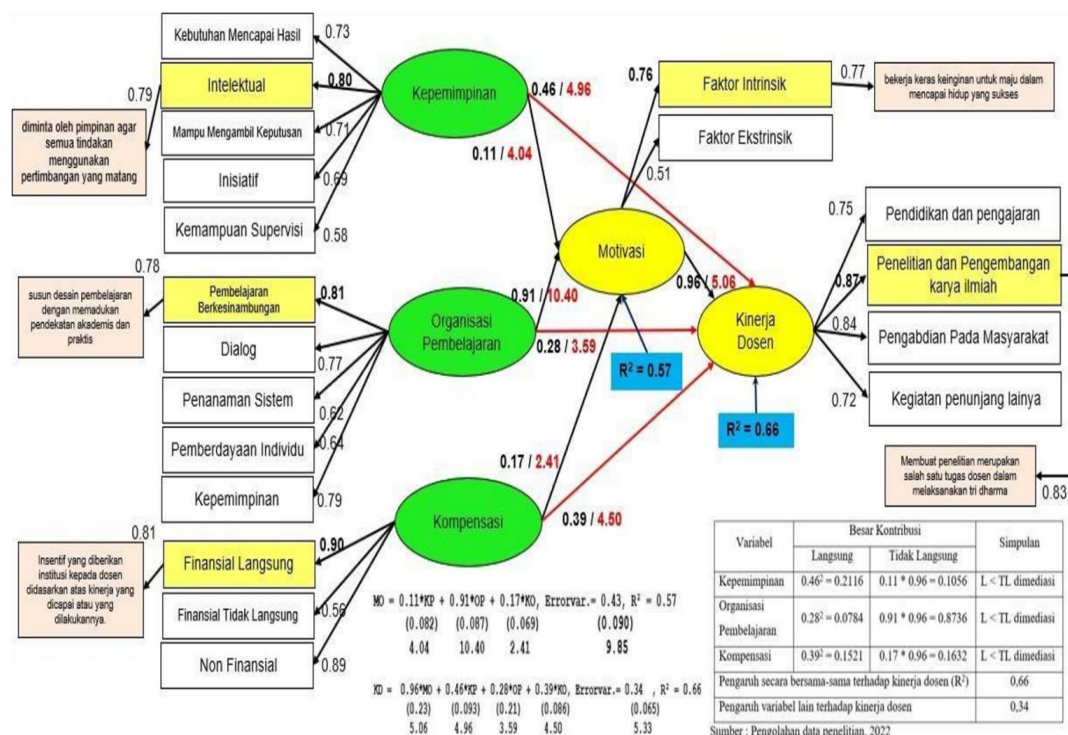 Kebutuhan Mencapai Hasil
0.73
Intelektual
0.80
0.79
diminta oleh pimpinan agar
semua tindakan
menggunakan
pertimbangan yang matang
Mampu Mengambil Keputusan
0.71
Inisiatif
0.69
Kemampuan Supervisi
0.58
Kepemimpinan
0.46 / 4.96
0.11 / 4.04
0.76
Faktor Intrinsik
0.77
bekerja keras keinginan untuk maju dalam
mencapai hidup yang sukses
Faktor Ekstrinsik
0.51
Motivasi
0.96 / 5.06
0.78
susun desain pembelajaran
dengan memadukan
pendekatan akademis dan
praktis
Pembelajaran
Berkesinambungan
0.81
Dialog
0.77
Penanaman Sistem
0.62
Pemberdayaan Individu
0.64
Kepemimpinan
0.79
Organisasi
Pembelajaran
0.91 / 10.40
0.28 / 3.59
R² = 0.57
Kinerja
Dosen
R² = 0.66
0.75
Pendidikan dan pengajaran
0.87
Penelitian dan Pengembangan
karya ilmiah
0.84
Pengabdian Pada Masyarakat
0.72
Kegiatan penunjang lainya
Membuat penelitian merupakan
salah satu tugas dosen dalam
melaksanakan tri dharma
0.83
0.81
Insentif yang diberikan
institusi kepada dosen
didasarkan atas kinerja yang
dicapai atau yang
dilakukannya.
Finansial Langsung
0.90
Finansial Tidak Langsung
0.56
Non Finansial
0.89
Kompensasi
0.17 / 2.41
0.39 / 4.50
MO = 0.11*KP + 0.91*OP + 0.17*KO, Errorvar.= 0.43, R² = 0.57
(0.082) (0.087) (0.069) (0.090)
4.04 10.40 2.41 9.85
KD = 0.96*MO + 0.46*KP + 0.28*OP + 0.39*KO, Errorvar.= 0.34 , R² = 0.66
(0.23) (0.093) (0.21) (0.086) (0.065)
5.06 4.96 3.59 4.50 5.33
Variabel Besar Kontribusi Simpulan
Langsung Tidak Langsung
Kepemimpinan 0.46² = 0.2116 0.11 * 0.96 = 0.1056 L < TL dimediasi
Organisasi
Pembelajaran 0.28² = 0.0784 0.91 * 0.96 = 0.8736 L < TL dimediasi
Kompensasi 0.39² = 0.1521 0.17 * 0.96 = 0.1632 L < TL dimediasi
Pengaruh secara bersama-sama terhadap kinerja dosen (R²) 0,66
Pengaruh variabel lain terhadap kinerja dosen 0,34
Sumber : Pengolahan data penelitian, 2022